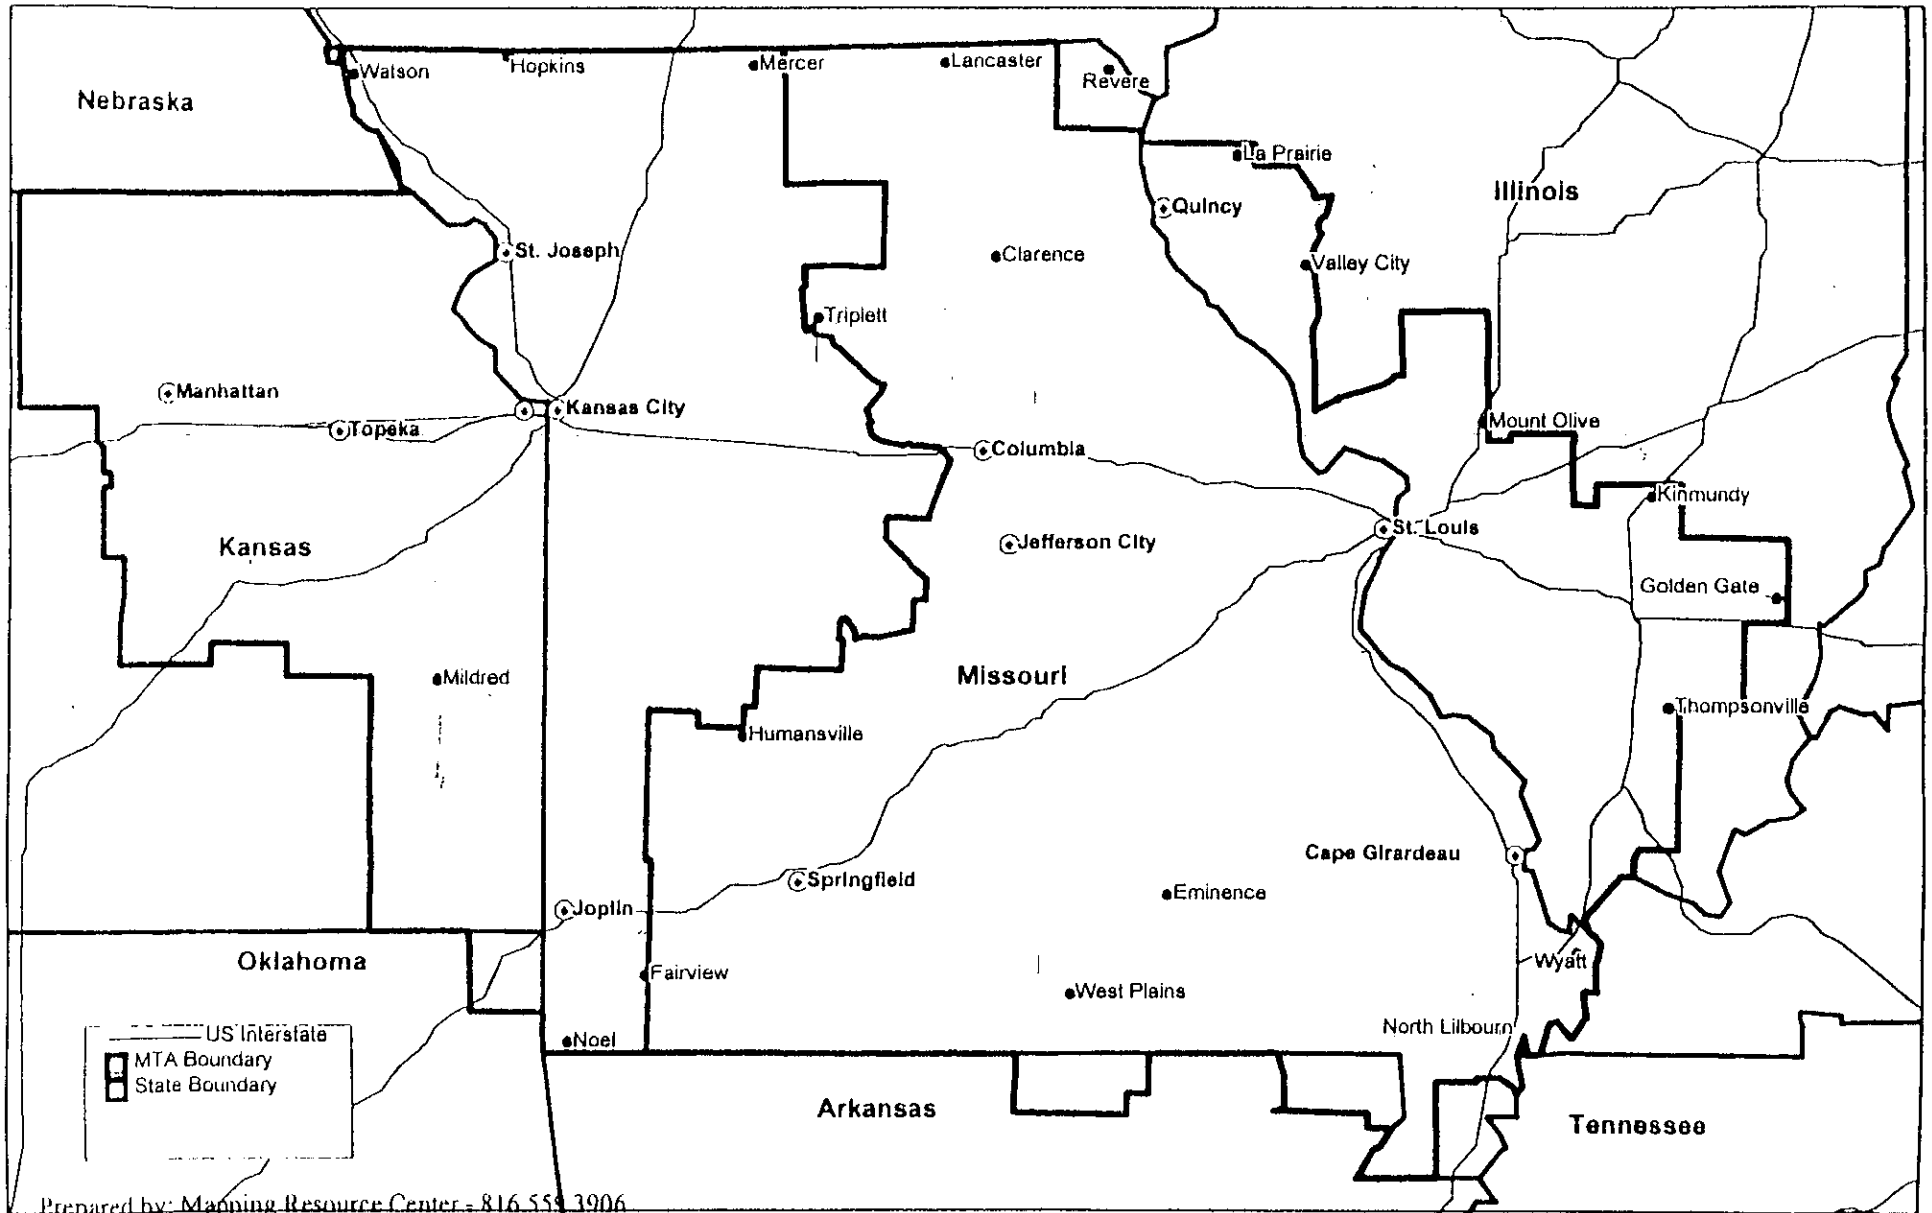 Watson
Hopkins
Mercer
Lancaster
Revere
Nebraska
La Prairie
Illinois
Quincy
St. Joseph
Clarence
Valley City
Triplett
Manhattan
Kansas City
Topeka
Mount Olive
Columbia
Kinmundy
St. Louis
Kansas
Jefferson City
Golden Gate
Mildred
Missouri
Thompsonville
Humansville
Cape Girardeau
Springfield
Eminence
Joplin
Oklahoma
Wyatt
Fairview
West Plains
North Lilbourn
US Interstate
Noel
MTA Boundary
State Boundary
Arkansas
Tennessee
Prepared by: Mapping Resource Center - 816.559.3906